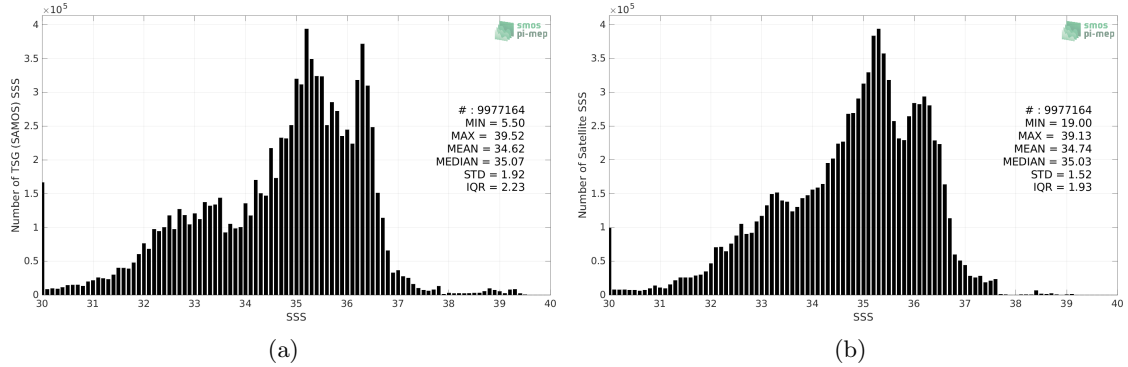 ×10⁵
4
3.5
3
2.5
2
1.5
1
0.5
0
Number of TSG (SAMOS) SSS
smos
pi-mep
# : 9977164
MIN = 5.50
MAX = 39.52
MEAN = 34.62
MEDIAN = 35.07
STD = 1.92
IQR = 2.23
30 31 32 33 34 35 36 37 38 39 40
SSS
(a)
×10⁵
4
3.5
3
2.5
2
1.5
1
0.5
0
Number of Satellite SSS
smos
pi-mep
# : 9977164
MIN = 19.00
MAX = 39.13
MEAN = 34.74
MEDIAN = 35.03
STD = 1.52
IQR = 1.93
30 31 32 33 34 35 36 37 38 39 40
SSS
(b)